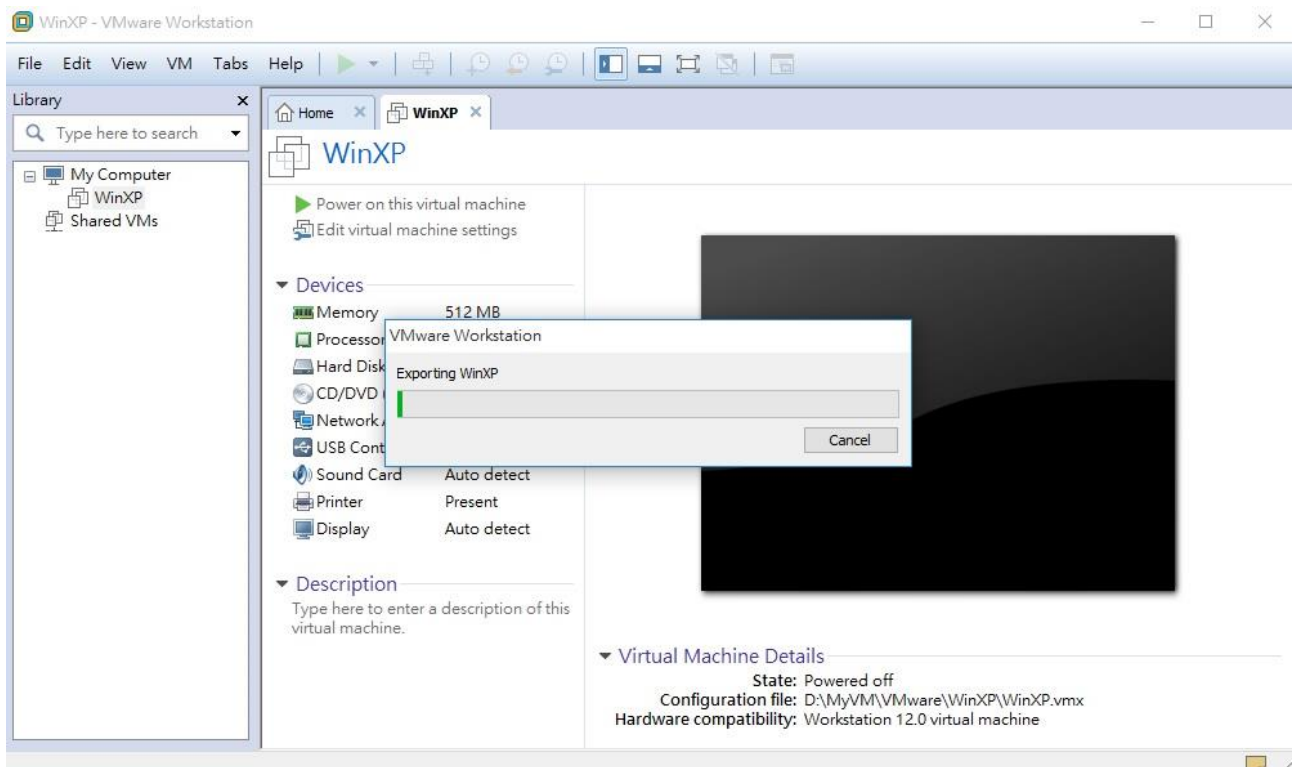 WinXP - VMware Workstation
File Edit View VM Tabs Help
Library
Type here to search
My Computer
WinXP
Shared VMs
Home
WinXP
WinXP
Power on this virtual machine
Edit virtual machine settings
Devices
Memory 512 MB
Processor
Hard Disk
CD/DVD
Network
USB Cont
Sound Card Auto detect
Printer Present
Display Auto detect
Description
Type here to enter a description of this
virtual machine.
VMware Workstation
Exporting WinXP
Cancel
Virtual Machine Details
State: Powered off
Configuration file: D:\MyVM\VMware\WinXP\WinXP.vmx
Hardware compatibility: Workstation 12.0 virtual machine